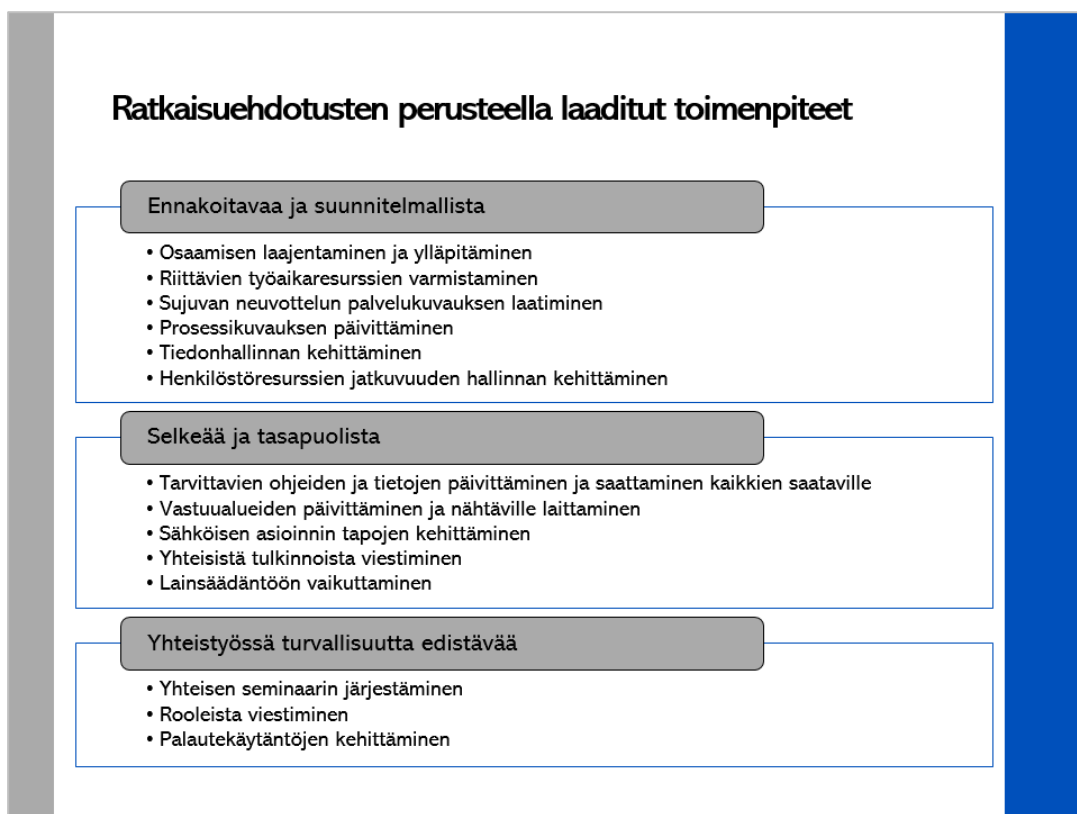 Ratkaisuehdotusten perusteella laaditut toimenpiteet
Ennakoitavaa ja suunnitelmallista
• Osaamisen laajentaminen ja ylläpitäminen
• Riittävien työaikaresurssien varmistaminen
• Sujuvan neuvottelun palvelukuvauksen laatiminen
• Prosessikuvauksen päivittäminen
• Tiedonhallinnan kehittäminen
• Henkilöstöresurssien jatkuvuuden hallinnan kehittäminen
Selkeää ja tasapuolista
• Tarvittavien ohjeiden ja tietojen päivittäminen ja saattaminen kaikkien saataville
• Vastuualueiden päivittäminen ja nähtäville laittaminen
• Sähköisen asioinnin tapojen kehittäminen
• Yhteisistä tulkinnoista viestiminen
• Lainsäädäntöön vaikuttaminen
Yhteistyössä turvallisuutta edistävää
• Yhteisen seminaarin järjestäminen
• Rooleista viestiminen
• Palautekäytäntöjen kehittäminen